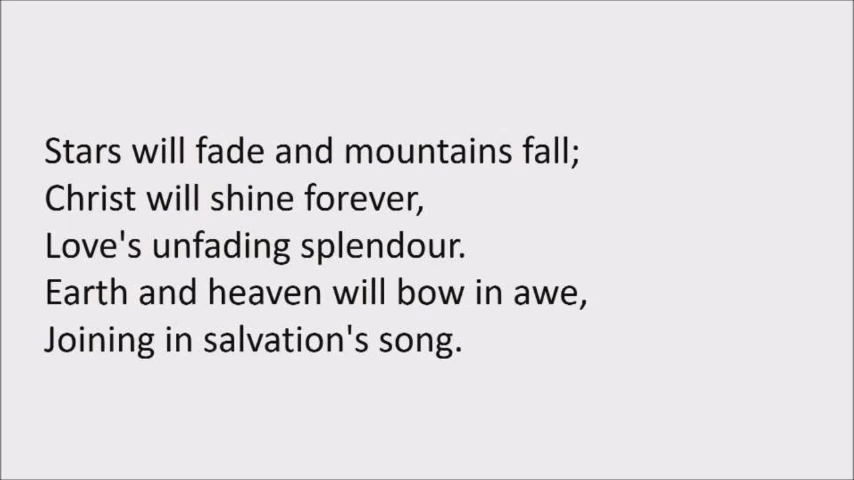 Stars will fade and mountains fall;
Christ will shine forever,
Love's unfading splendour.
Earth and heaven will bow in awe,
Joining in salvation's song.